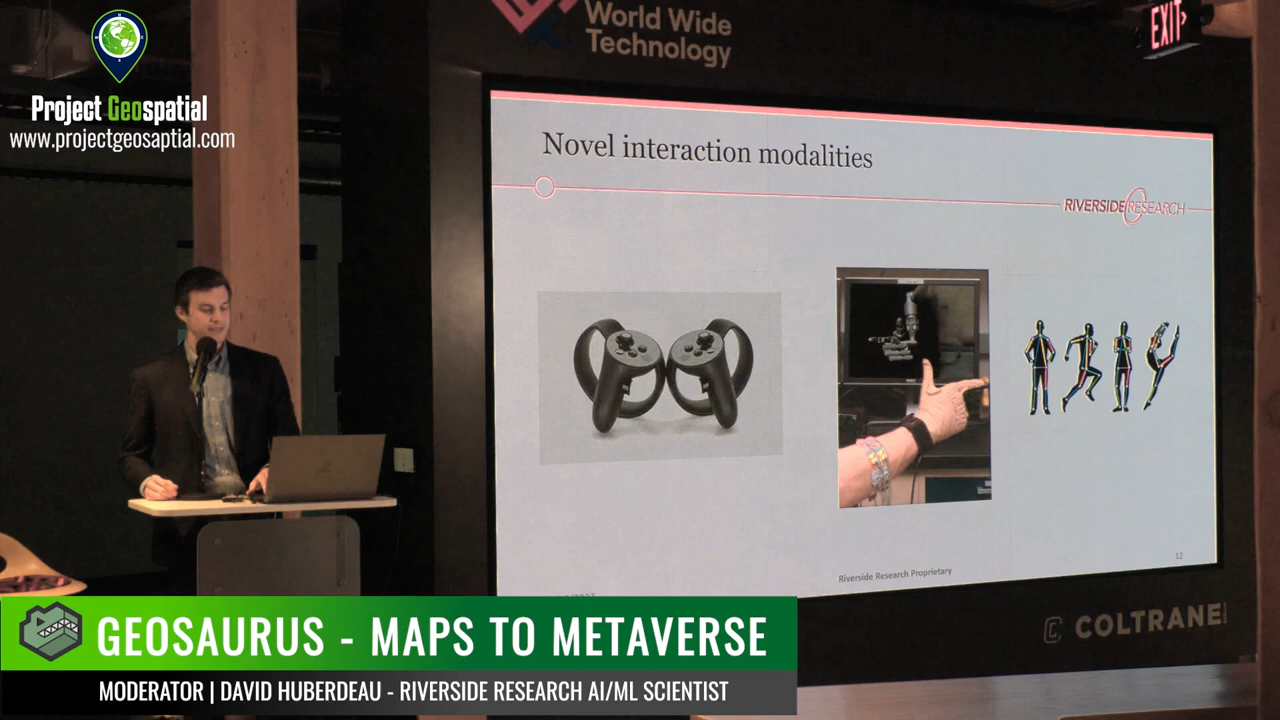 Project Geospatial
www.projectgeosaptial.com
World Wide
Technology
EXIT
Novel interaction modalities
RIVERSIDE RESEARCH
12
Riverside Research Proprietary
COLTRANE
GEOSAURUS - MAPS TO METAVERSE
MODERATOR | DAVID HUBERDEAU - RIVERSIDE RESEARCH AI/ML SCIENTIST